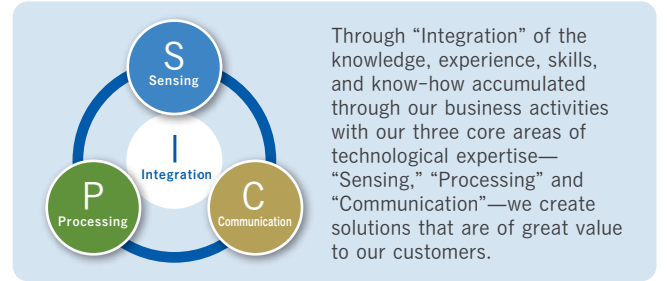 S
Sensing
I
Integration
P
Processing
C
Communication
Through “Integration” of the
knowledge, experience, skills,
and know-how accumulated
through our business activities
with our three core areas of
technological expertise—
“Sensing,” “Processing” and
“Communication”—we create
solutions that are of great value
to our customers.